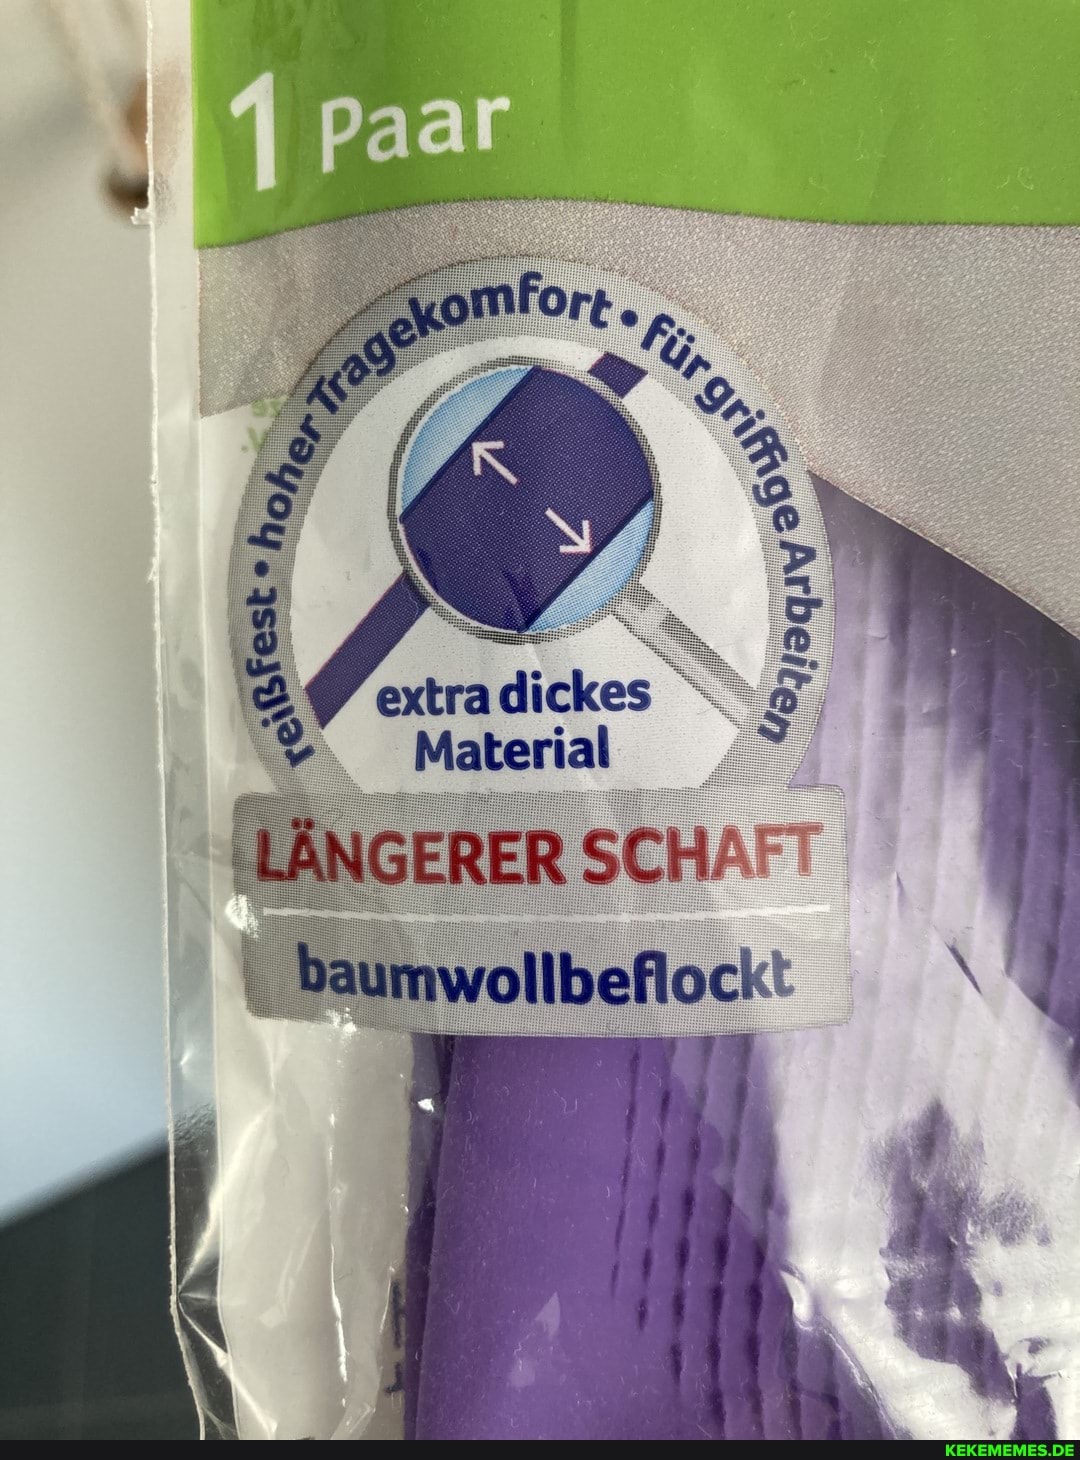 1 Paar
reißfest • hoher Tragekomfort • für griffige Arbeiten
extra dickes
Material
LÄNGERER SCHAFT
baumwollbeflockt
KEKEMEMES.DE